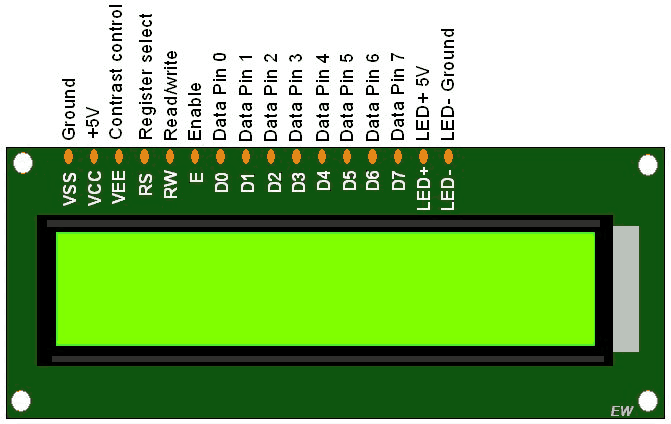 Ground
+5V
Contrast control
Register select
Read/write
Enable
Data Pin 0
Data Pin 1
Data Pin 2
Data Pin 3
Data Pin 4
Data Pin 5
Data Pin 6
Data Pin 7
LED+ 5V
LED- Ground
VSS
VCC
VEE
RS
RW
E
D0
D1
D2
D3
D4
D5
D6
D7
LED+
LED-
EW